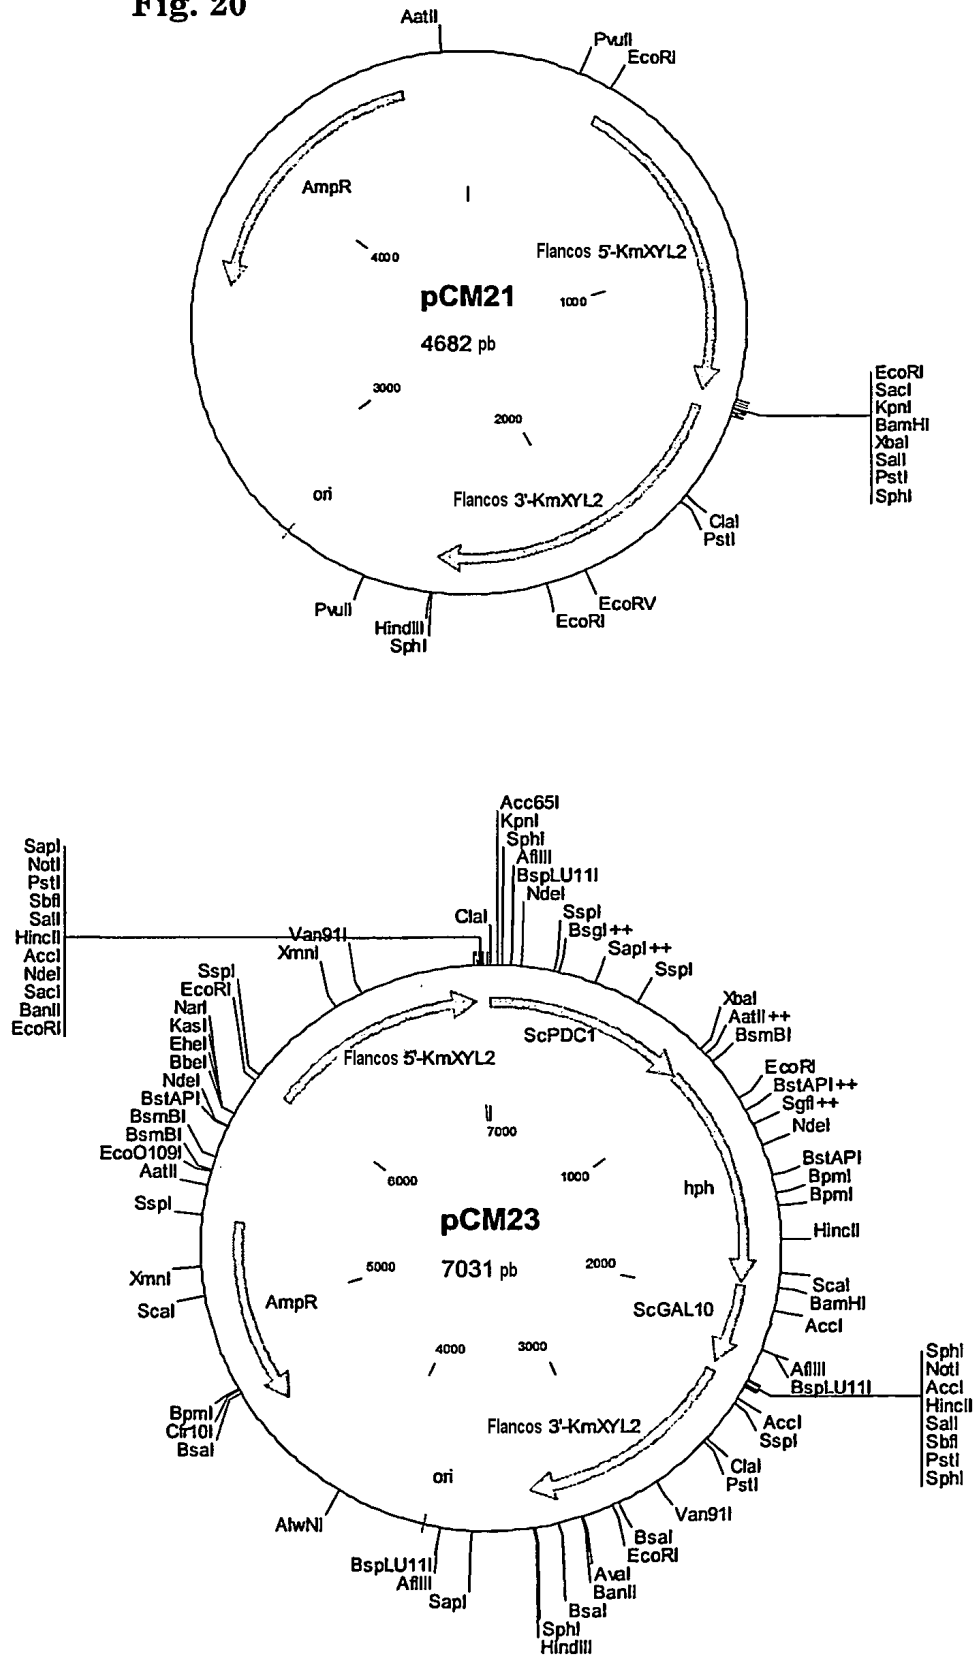 Fig. 20
AatII
PvuII
EcoRI
AmpR
I
Flancos 5'-KmXYL2
4000
pCM21
1000
4682 pb
3000
2000
EcoRI
SacI
KpnI
BamHI
XbaI
SalI
PstI
SphI
ori
Flancos 3'-KmXYL2
ClaI
PstI
PvuII
HindIII
SphI
EcoRV
EcoRI
Acc65I
KpnI
SphI
AflIII
BspLU11I
NdeI
ClaI
SspI
BsgI++
SapI++
SspI
SapI
NotI
PstI
SbfI
SalI
HincII
AccI
NdeI
SacI
BanII
EcoRI
Van91I
XmnI
SspI
EcoRI
NarI
KasI
EheI
BbeI
NdeI
BstAPI
BsmBI
BsmBI
EcoO109I
AatII
SspI
XmnI
ScaI
XbaI
AatII++
BsmBI
EcoRI
BstAPI++
SgfI++
NdeI
BstAPI
BpmI
BpmI
HincII
ScaI
BamHI
AccI
AflIII
BspLU11I
ScPDC1
Flancos 5'-KmXYL2
7000
6000
1000
hph
pCM23
7031 pb
5000
2000
AmpR
ScGAL10
4000
3000
SphI
NotI
AccI
HincII
SalI
SbfI
PstI
SphI
AccI
SspI
ClaI
PstI
Van91I
Flancos 3'-KmXYL2
BpmI
Cfr10I
BsaI
ori
AlwNI
BspLU11I
AflIII
SapI
BsaI
EcoRI
AvaI
BanII
BsaI
SphI
HindIII